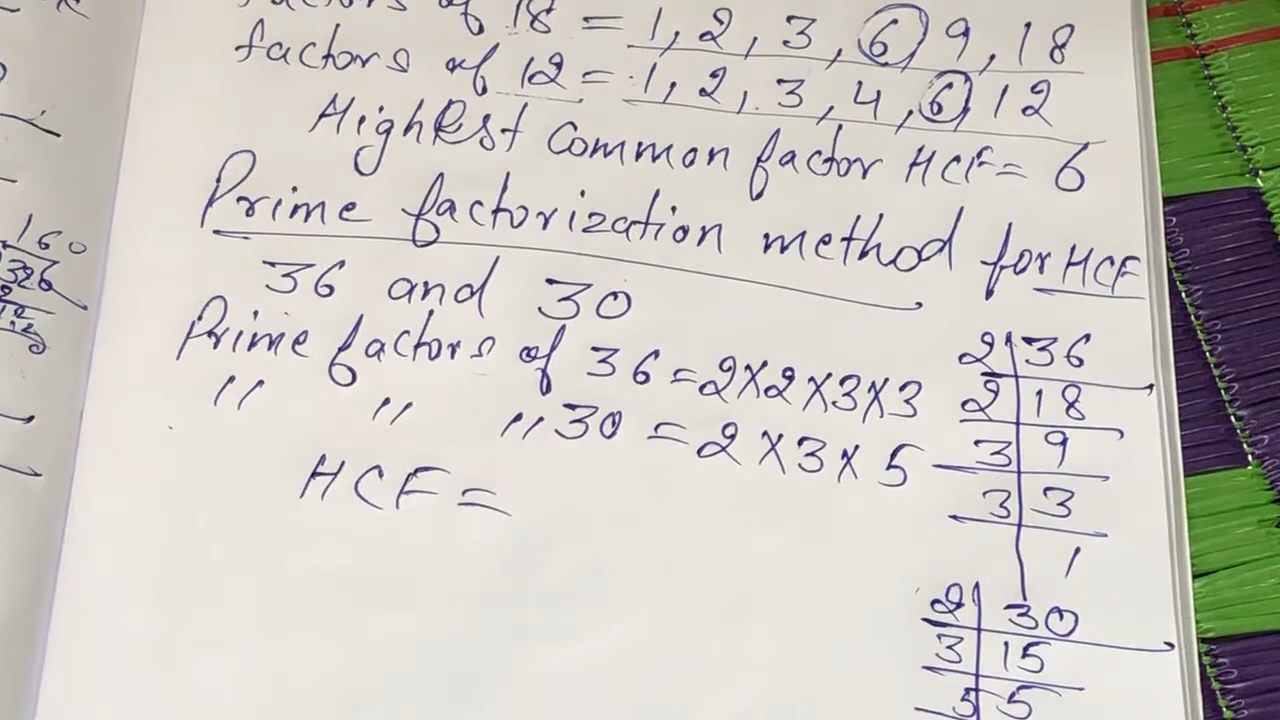 factors of 18 = 1, 2, 3, 6, 9, 18
factors of 12 = 1, 2, 3, 4, 6, 12
Highest Common factor HCF = 6
Prime factorization method for HCF
36 and 30
Prime factors of 36 = 2×2×3×3
" " " 30 = 2×3×5
HCF =
2 36
2 18
3 9
3 3
1
2 30
3 15
5 5
160
326